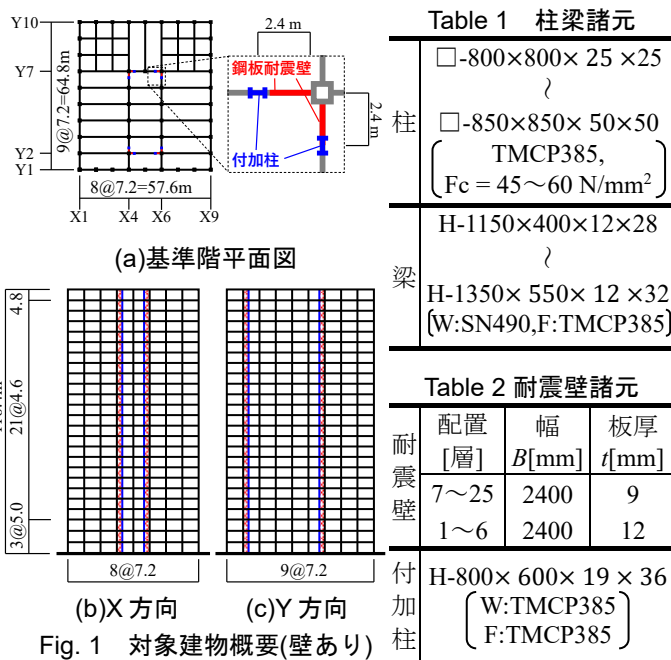 Y10
Y7
Y2
Y1
9@7.2=64.8m
8@7.2=57.6m
X1 X4 X6 X9
2.4 m
鋼板耐震壁
付加柱
2.4 m
(a)基準階平面図
4.8
21@4.6
3@5.0
8@7.2
9@7.2
(b)X 方向
(c)Y 方向
Fig. 1 対象建物概要(壁あり)
Table 1 柱梁諸元
柱
□-800×800× 25 ×25
~
□-850×850× 50×50
TMCP385,
Fc = 45~60 N/mm²
梁
H-1150×400×12×28
~
H-1350× 550× 12 ×32
(W:SN490,F:TMCP385)
Table 2 耐震壁諸元
耐震壁
配置 幅 板厚
[層] B[mm] t[mm]
7~25 2400 9
1~6 2400 12
付加柱
H-800× 600× 19 × 36
W:TMCP385
F:TMCP385